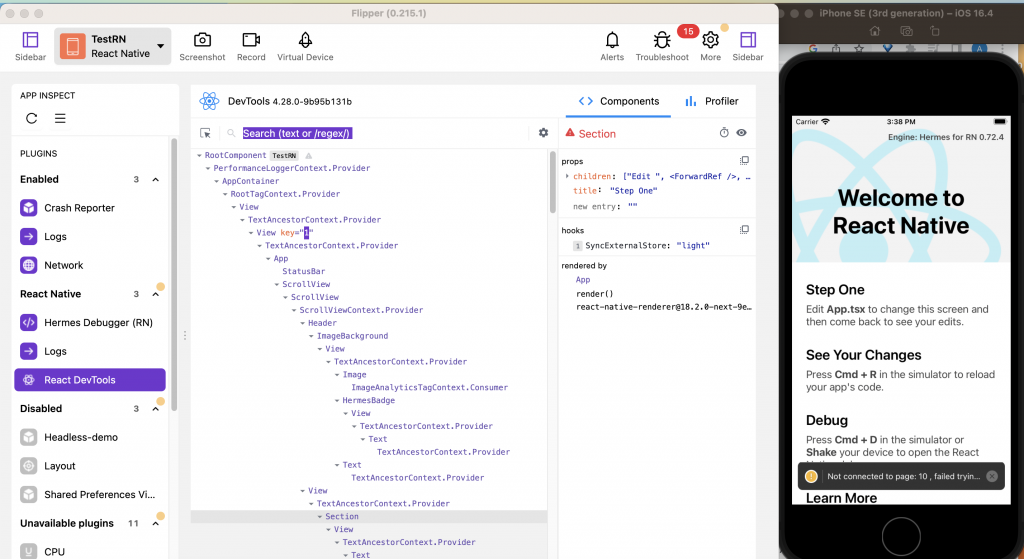 Flipper (0.215.1)
iPhone SE (3rd generation) – iOS 16.4
Sidebar
TestRN
React Native
Screenshot
Record
Virtual Device
Alerts
15
Troubleshoot
More
Sidebar
APP INSPECT
PLUGINS
Enabled 3
Crash Reporter
Logs
Network
React Native 3
Hermes Debugger (RN)
Logs
React DevTools
Disabled 3
Headless-demo
Layout
Shared Preferences Vi...
Unavailable plugins 11
CPU
DevTools 4.28.0-9b95b131b
Components
Profiler
Search (text or /regex/)
RootComponent TestRN
PerformanceLoggerContext.Provider
AppContainer
RootTagContext.Provider
View
TextAncestorContext.Provider
View key="1"
TextAncestorContext.Provider
App
StatusBar
ScrollView
ScrollView
ScrollViewContext.Provider
Header
ImageBackground
View
TextAncestorContext.Provider
Image
ImageAnalyticsTagContext.Consumer
HermesBadge
View
TextAncestorContext.Provider
Text
TextAncestorContext.Provider
Text
TextAncestorContext.Provider
View
TextAncestorContext.Provider
Section
View
TextAncestorContext.Provider
Text
Section
props
children: ["Edit ", <ForwardRef />, …
title: "Step One"
new entry: ""
hooks
1 SyncExternalStore: "light"
rendered by
App
render()
react-native-renderer@18.2.0-next-9e…
A
Carrier
3:38 PM
Engine: Hermes for RN 0.72.4
Welcome to
React Native
Step One
Edit App.tsx to change this screen and
then come back to see your edits.
See Your Changes
Press Cmd + R in the simulator to reload
your app's code.
Debug
Press Cmd + D in the simulator or
Shake your device to open the React
! Not connected to page: 10 , failed tryin...
Learn More